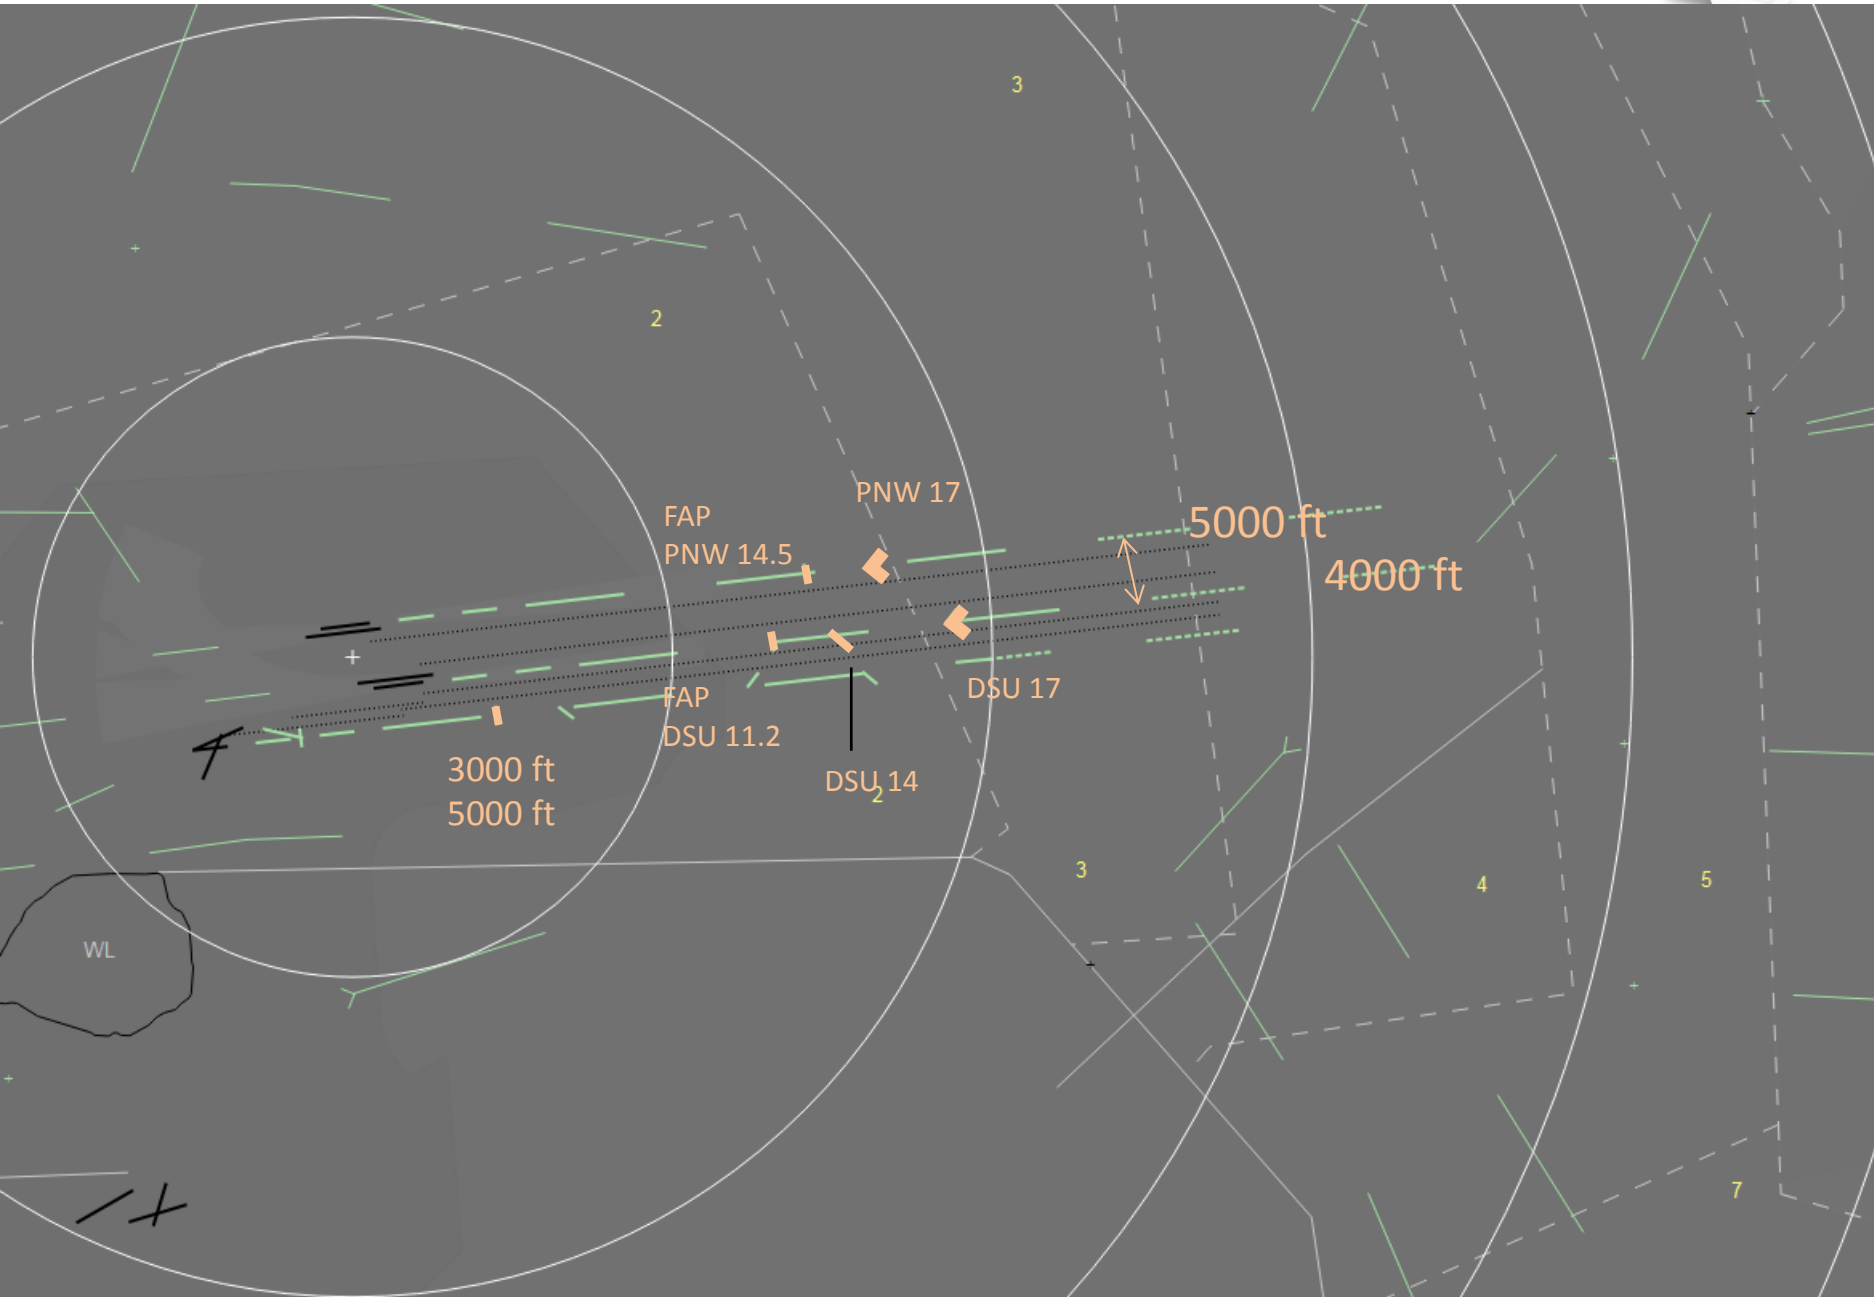 3
2
PNW 17
FAP
PNW 14.5
5000 ft
4000 ft
FAP
DSU 11.2
DSU 17
3000 ft
5000 ft
DSU 14
2
3
4
5
WL
7